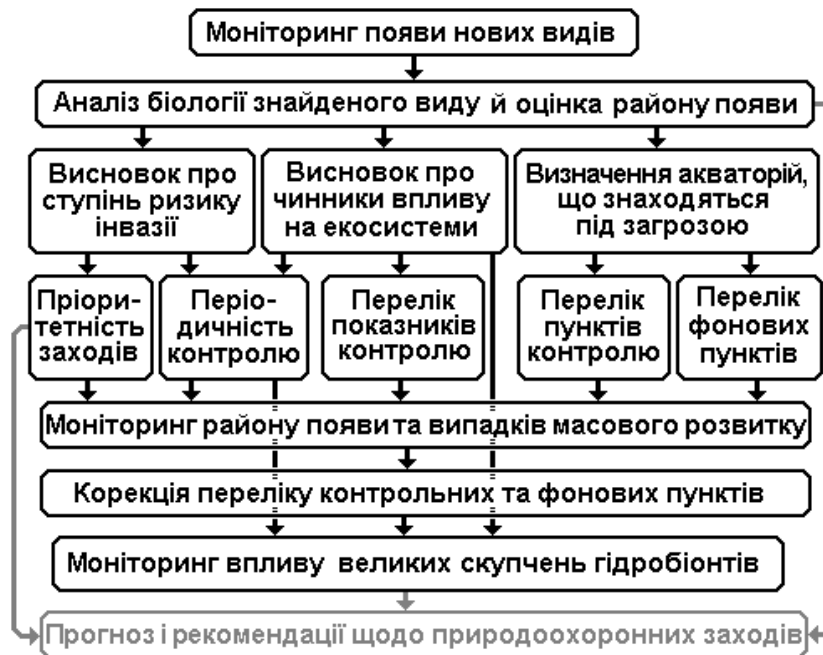 Моніторинг появи нових видів
Аналіз біології знайденого виду й оцінка району появи
Висновок про
ступінь ризику
інвазії
Висновок про
чинники впливу
на екосистеми
Визначення акваторій,
що знаходяться
під загрозою
Пріори-
тетність
заходів
Періо-
дичність
контролю
Перелік
показників
контролю
Перелік
пунктів
контролю
Перелік
фонових
пунктів
Моніторинг району появи та випадків масового розвитку
Корекція переліку контрольних та фонових пунктів
Моніторинг впливу великих скупчень гідробіонтів
Прогноз і рекомендації щодо природоохоронних заходів